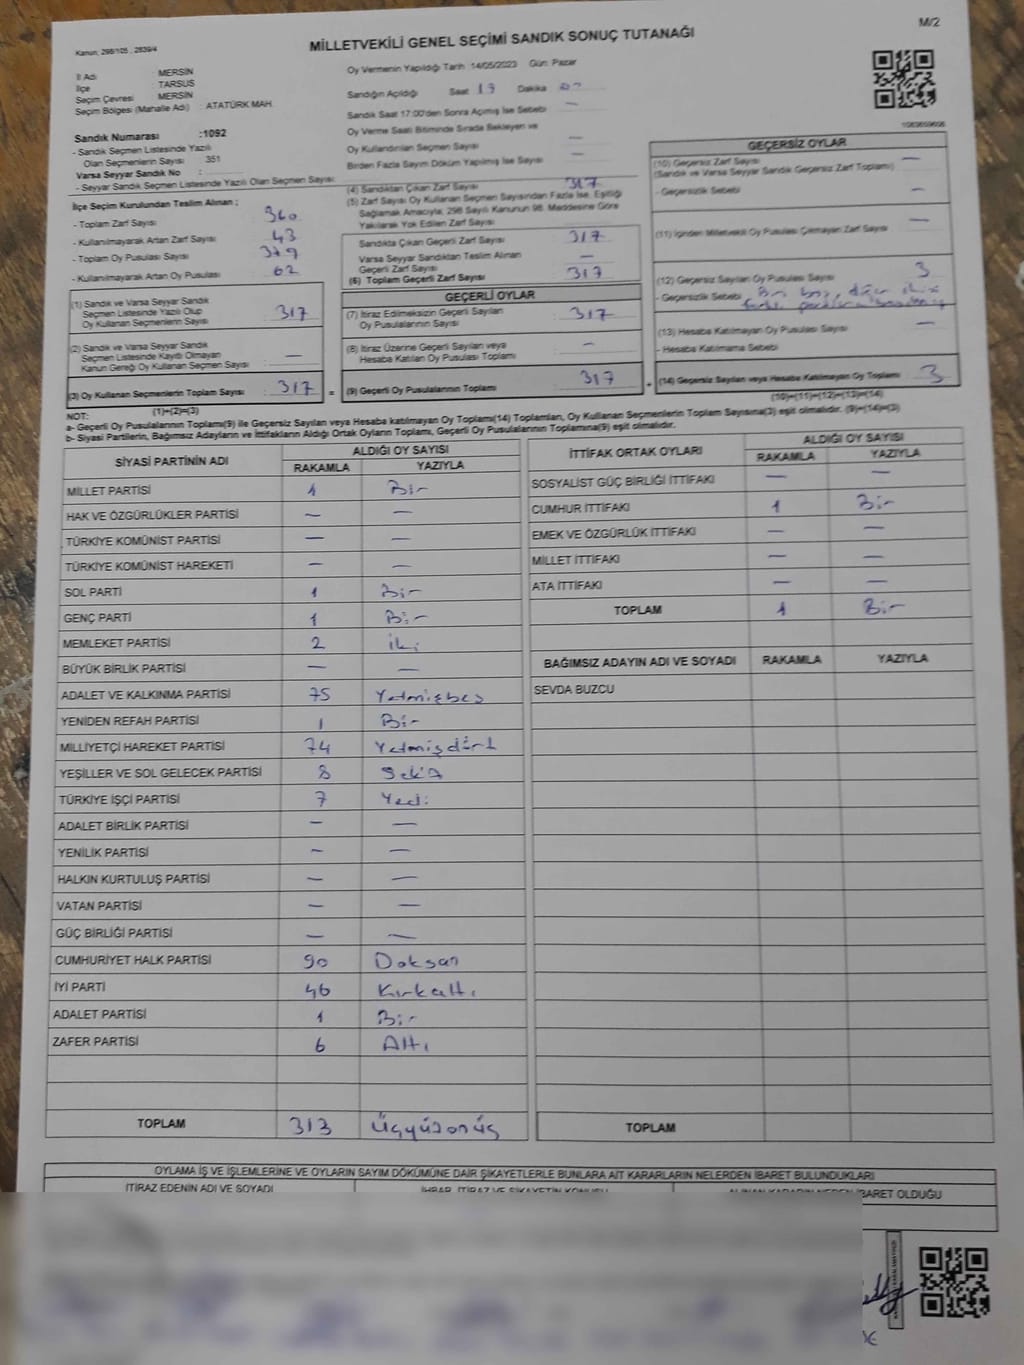 M/2
Kanun; 298/105 , 2839/4
MİLLETVEKİLİ GENEL SEÇİMİ SANDIK SONUÇ TUTANAĞI
İl Adı : MERSİN
İlçe : TARSUS
Seçim Çevresi : MERSİN
Seçim Bölgesi (Mahalle Adı) : ATATÜRK MAH.
Sandık Numarası :1092
- Sandık Seçmen Listesinde Yazılı
Olan Seçmenlerin Sayısı 351
Varsa Seyyar Sandık No :
- Seyyar Sandık Seçmen Listesinde Yazılı Olan Seçmen Sayısı:
Oy Vermenin Yapıldığı Tarih :14/05/2023 Gün: Pazar
Sandığın Açıldığı Saat Dakika
Sandık Saat 17:00'den Sonra Açımış İse Sebebi —
Oy Verme Saati Bitiminde Sırada Bekleyen ve
Oy Kullandırılan Seçmen Sayısı —
Birden Fazla Sayım Döküm Yapılmış İse Sayısı —
İlçe Seçim Kurulundan Teslim Alınan ;
- Toplam Zarf Sayısı 360
- Kullanılmayarak Artan Zarf Sayısı 43
- Toplam Oy Pusulası Sayısı 379
- Kullanılmayarak Artan Oy Pusulası 62
(1) Sandık ve Varsa Seyyar Sandık
Seçmen Listesinde Yazılı Olup
Oy Kullanan Seçmenlerin Sayısı 317
(2) Sandık ve Varsa Seyyar Sandık
Seçmen Listesinde Kayıtlı Olmayan
Kanun Gereği Oy Kullanan Seçmen Sayısı —
(3) Oy Kullanan Seçmenlerin Toplam Sayısı : 317 =
(1)+(2)=(3)
(4) Sandıktan Çıkan Zarf Sayısı 317
(5) Zarf Sayısı Oy Kullanan Seçmen Sayısından Fazla İse, Eşitliği
Sağlamak Amacıyla; 298 Sayılı Kanunun 98. Maddesine Göre
Yakılarak Yok Edilen Zarf Sayısı
Sandıkta Çıkan Geçerli Zarf Sayısı 317
Varsa Seyyar Sandıktan Teslim Alınan
Geçerli Zarf Sayısı —
(6) Toplam Geçerli Zarf Sayısı 317
GEÇERLİ OYLAR
(7) İtiraz Edilmeksizin Geçerli Sayılan
Oy Pusulalarının Sayısı 317
(8) İtiraz Üzerine Geçerli Sayılan veya
Hesaba Katılan Oy Pusulası Toplamı —
(9) Geçerli Oy Pusulalarının Toplamı 317 +
GEÇERSİZ OYLAR
(10) Geçersiz Zarf Sayısı —
(Sandık ve Varsa Seyyar Sandık Geçersiz Zarf Toplamı)
- Geçersizlik Sebebi —
(11) İçinden Milletvekili Oy Pusulası Çıkmayan Zarf Sayısı —
(12) Geçersiz Sayılan Oy Pusulası Sayısı 3
- Geçersizlik Sebebi Biri boş, diğer ikisi
(13) Hesaba Katılmayan Oy Pusulası Sayısı —
- Hesaba Katılmama Sebebi
(14) Geçersiz Sayılan veya Hesaba Katılmayan Oy Toplamı 3
(10)+(11)+(12)+(13)=(14)
NOT:
a- Geçerli Oy Pusulalarının Toplamı(9) ile Geçersiz Sayılan veya Hesaba katılmayan Oy Toplamı(14) Toplamları, Oy Kullanan Seçmenlerin Toplam Sayısına(3) eşit olmalıdır. (9)+(14)=(3)
b- Siyasi Partilerin, Bağımsız Adayların ve İttifakların Aldığı Ortak Oyların Toplamı, Geçerli Oy Pusulalarının Toplamına(9) eşit olmalıdır.
SİYASİ PARTİNİN ADI ALDIĞI OY SAYISI
RAKAMLA YAZIYLA
MİLLET PARTİSİ 1 Bir
HAK VE ÖZGÜRLÜKLER PARTİSİ — —
TÜRKİYE KOMÜNİST PARTİSİ — —
TÜRKİYE KOMÜNİST HAREKETİ — —
SOL PARTİ 1 Bir
GENÇ PARTİ 1 Bir
MEMLEKET PARTİSİ 2 İki
BÜYÜK BİRLİK PARTİSİ — —
ADALET VE KALKINMA PARTİSİ 75 Yetmişbeş
YENİDEN REFAH PARTİSİ 1 Bir
MİLLİYETÇİ HAREKET PARTİSİ 74 Yetmişdört
YEŞİLLER VE SOL GELECEK PARTİSİ 8 Sekiz
TÜRKİYE İŞÇİ PARTİSİ 7 Yedi
ADALET BİRLİK PARTİSİ — —
YENİLİK PARTİSİ — —
HALKIN KURTULUŞ PARTİSİ — —
VATAN PARTİSİ — —
GÜÇ BİRLİĞİ PARTİSİ — —
CUMHURİYET HALK PARTİSİ 90 Doksan
İYİ PARTİ 46 Kırkaltı
ADALET PARTİSİ 1 Bir
ZAFER PARTİSİ 6 Altı
TOPLAM 313 Üçyüzonüç
İTTİFAK ORTAK OYLARI ALDIĞI OY SAYISI
RAKAMLA YAZIYLA
SOSYALİST GÜÇ BİRLİĞİ İTTİFAKI — —
CUMHUR İTTİFAKI 1 Bir
EMEK VE ÖZGÜRLÜK İTTİFAKI — —
MİLLET İTTİFAKI — —
ATA İTTİFAKI — —
TOPLAM 1 Bir
BAĞIMSIZ ADAYIN ADI VE SOYADI RAKAMLA YAZIYLA
SEVDA BUZCU
TOPLAM
OYLAMA İŞ VE İŞLEMLERİNE VE OYLARIN SAYIM DÖKÜMÜNE DAİR ŞİKAYETLERLE BUNLARA AİT KARARLARIN NELERDEN İBARET BULUNDUKLARI
İTİRAZ EDENİN ADI VE SOYADI İHBAR, İTİRAZ VE ŞİKAYETİN KONUSU ALINAN KARARIN NEDEN İBARET OLDUĞU